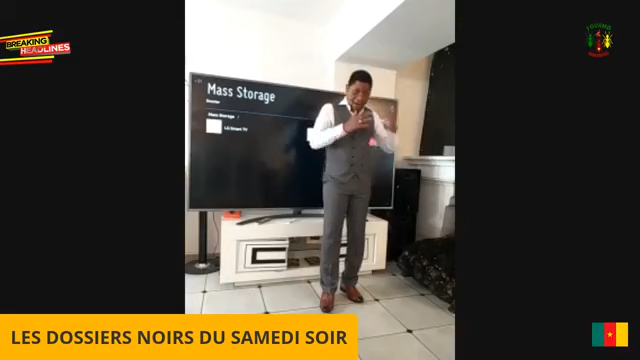 BREAKING
HEADLINES
Mass Storage
Mass Storage /
LG Smart TV
LES DOSSIERS NOIRS DU SAMEDI SOIR